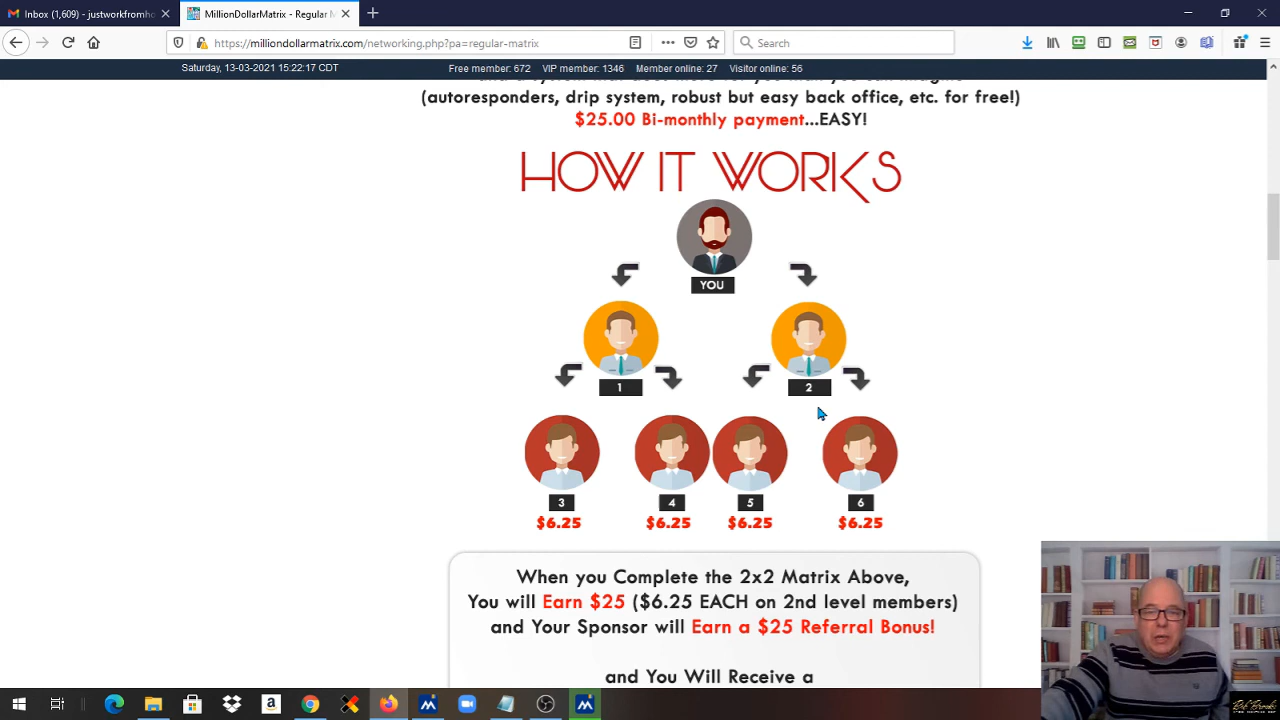 Inbox (1,609) - justworkfromho
MillionDollarMatrix - Regular M
https://milliondollarmatrix.com/networking.php?pa=regular-matrix
Search
Saturday, 13-03-2021 15:22:17 CDT
Free member: 672
VIP member: 1346
Member online: 27
Visitor online: 56
(autoresponders, drip system, robust but easy back office, etc. for free!)
$25.00 Bi-monthly payment...EASY!
HOW IT WORKS
YOU
1
2
3
4
5
6
$6.25
$6.25
$6.25
$6.25
When you Complete the 2x2 Matrix Above,
You will Earn $25 ($6.25 EACH on 2nd level members)
and Your Sponsor will Earn a $25 Referral Bonus!
and You Will Receive a